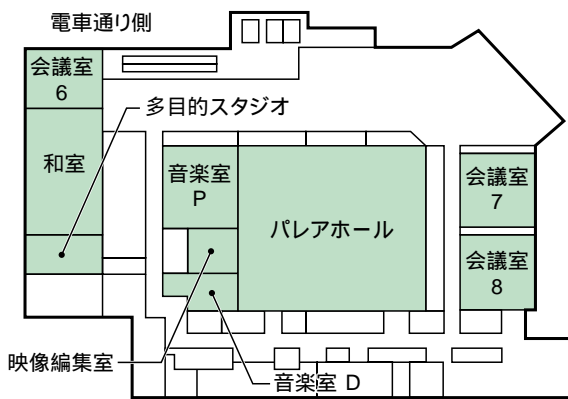 電車通り側
会議室
6
多目的スタジオ
和室
音楽室
P
パレアホール
会議室
7
会議室
8
映像編集室
音楽室 D